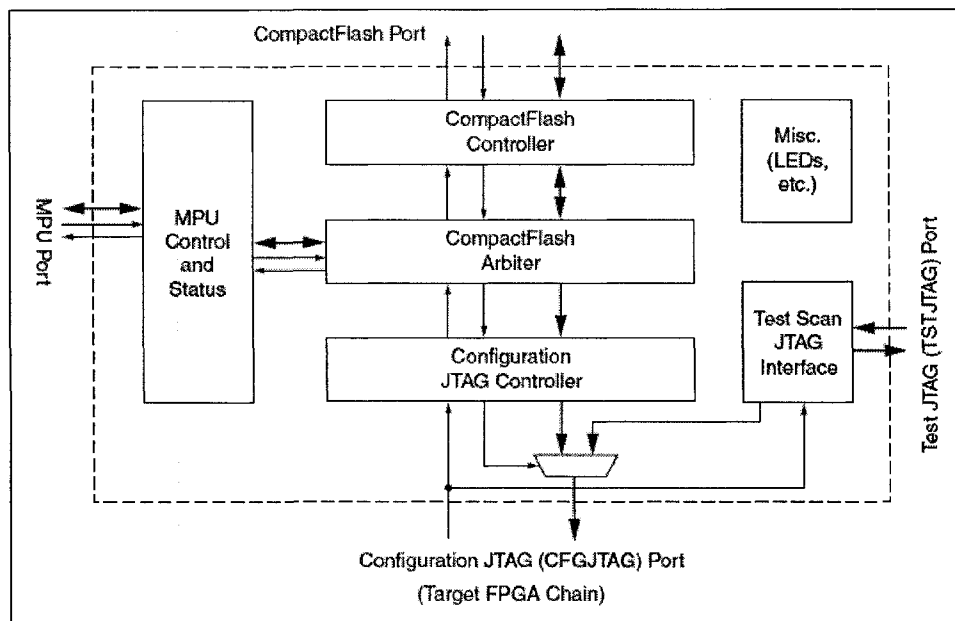 CompactFlash Port
CompactFlash
Controller
Misc.
(LEDs,
etc.)
MPU Port
MPU
Control
and
Status
CompactFlash
Arbiter
Test JTAG (TSTJTAG) Port
Test Scan
JTAG
Interface
Configuration
JTAG Controller
Configuration JTAG (CFGJTAG) Port
(Target FPGA Chain)